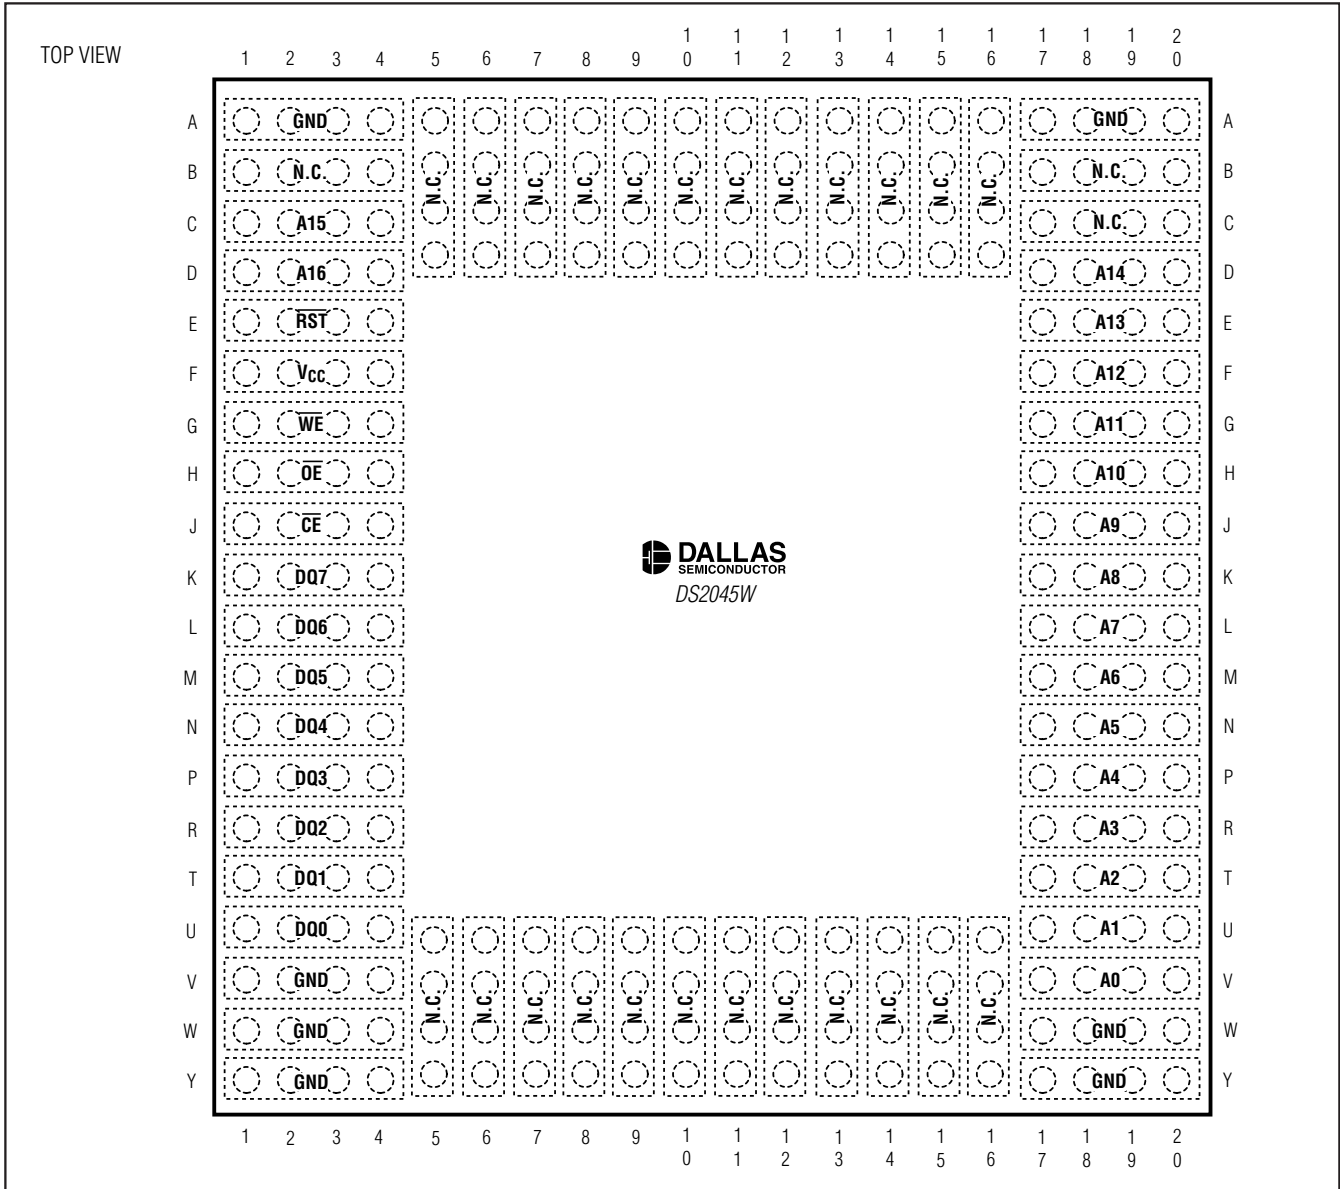 TOP VIEW
1 2 3 4 5 6 7 8 9 10 11 12 13 14 15 16 17 18 19 20
A GND GND A
B N.C. N.C. B
N.C. N.C. N.C. N.C. N.C. N.C. N.C. N.C. N.C. N.C. N.C. N.C.
C A15 N.C. C
D A16 A14 D
E R̅S̅T̅ A13 E
F VCC A12 F
G W̅E̅ A11 G
H O̅E̅ A10 H
J C̅E̅ A9 J
DALLAS
SEMICONDUCTOR
K DQ7 A8 K
DS2045W
L DQ6 A7 L
M DQ5 A6 M
N DQ4 A5 N
P DQ3 A4 P
R DQ2 A3 R
T DQ1 A2 T
U DQ0 A1 U
V GND A0 V
N.C. N.C. N.C. N.C. N.C. N.C. N.C. N.C. N.C. N.C. N.C. N.C.
W GND GND W
Y GND GND Y
1 2 3 4 5 6 7 8 9 10 11 12 13 14 15 16 17 18 19 20